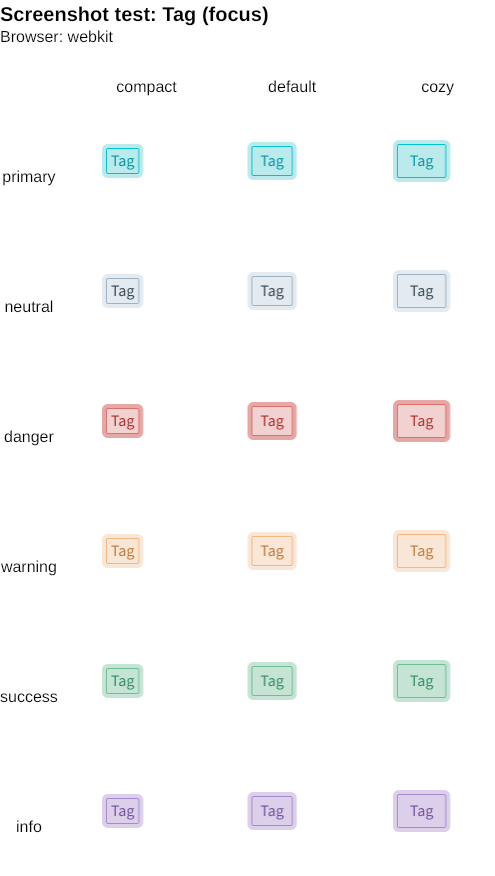 Screenshot test: Tag (focus)
Browser: webkit
compact default cozy
primary Tag Tag Tag
neutral Tag Tag Tag
danger Tag Tag Tag
warning Tag Tag Tag
success Tag Tag Tag
info Tag Tag Tag